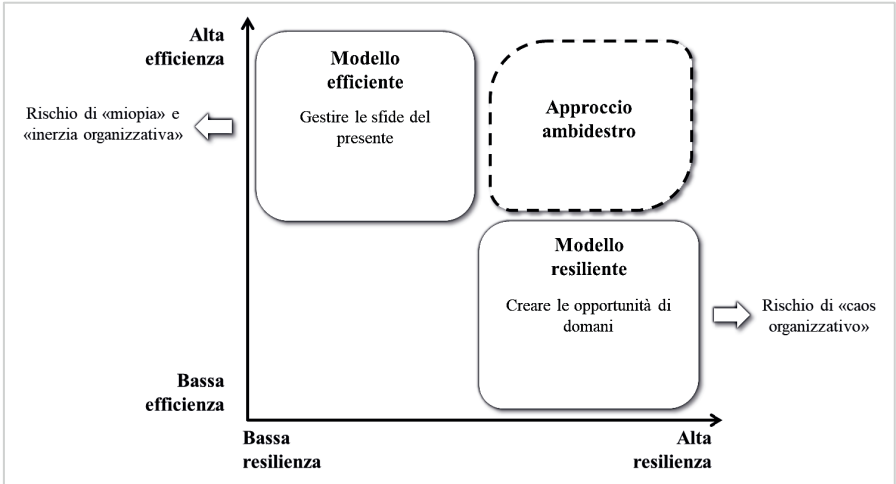 Alta
efficienza
Modello
efficiente
Gestire le sfide del
presente
Approccio
ambidestro
Rischio di «miopia» e
«inerzia organizzativa»
Modello
resiliente
Creare le opportunità di
domani
Rischio di «caos
organizzativo»
Bassa
efficienza
Bassa
resilienza
Alta
resilienza